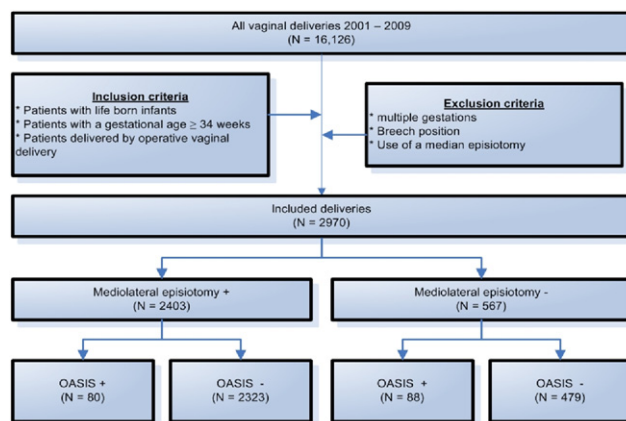 All vaginal deliveries 2001 – 2009
(N = 16,126)
Inclusion criteria
* Patients with life born infants
* Patients with a gestational age ≥ 34 weeks
* Patients delivered by operative vaginal
delivery
Exclusion criteria
* multiple gestations
* Breech position
* Use of a median episiotomy
Included deliveries
(N = 2970)
Mediolateral episiotomy +
(N = 2403)
Mediolateral episiotomy -
(N = 567)
OASIS +
(N = 80)
OASIS -
(N = 2323)
OASIS +
(N = 88)
OASIS -
(N = 479)